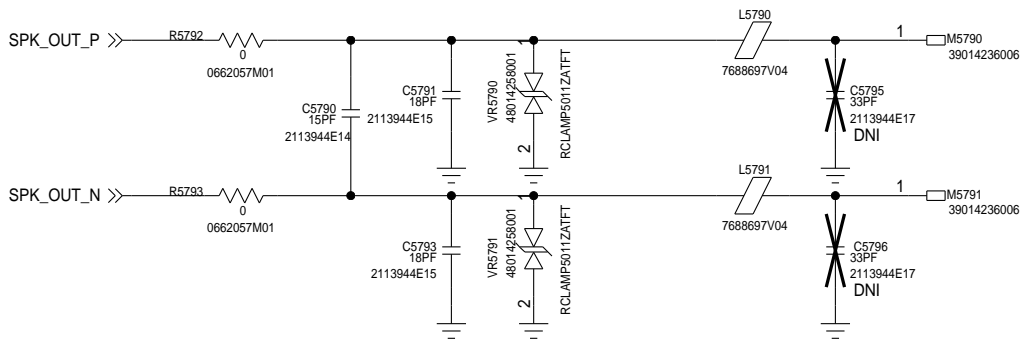 L5790
SPK_OUT_P
R5792
1
M5790
39014236006
0
0662057M01
7688697V04
C5791
18PF
2113944E15
VR5790
48014258001
1
2
RCLAMP5011ZATFT
C5795
33PF
2113944E17
DNI
C5790
15PF
2113944E14
L5791
SPK_OUT_N
R5793
1
M5791
39014236006
0
0662057M01
7688697V04
C5793
18PF
2113944E15
VR5791
48014258001
1
2
RCLAMP5011ZATFT
C5796
33PF
2113944E17
DNI